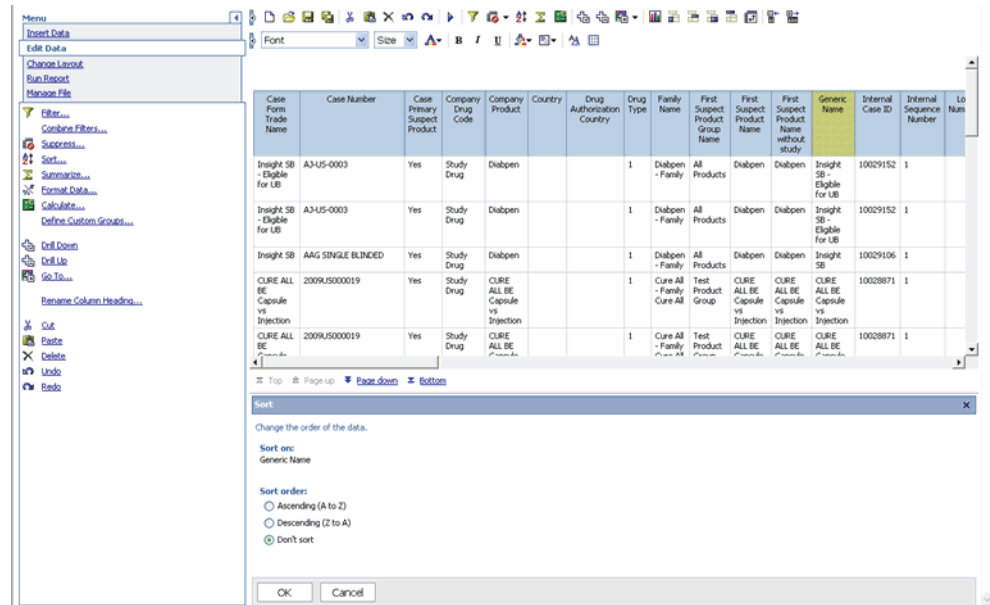 Menu
Insert Data
Edit Data
Change Layout
Run Report
Manage File
Filter...
Combine Filters...
Suppress...
Sort...
Summarize...
Format Data...
Calculate...
Define Custom Groups...
Drill Down
Drill Up
Go To...
Rename Column Heading...
Cut
Paste
Delete
Undo
Redo
Font Size A B I U
Case Form Trade Name Case Number Case Primary Suspect Product Company Drug Code Company Product Country Drug Authorization Country Drug Type Family Name First Suspect Product Group Name First Suspect Product Name First Suspect Product Name without study Generic Name Internal Case ID Internal Sequence Number Lo Num
Insight SB - Eligible for UB AJ-US-0003 Yes Study Drug Diabpen 1 Diabpen - Family All Products Diabpen Diabpen Insight SB - Eligible for UB 10029152 1
Insight SB - Eligible for UB AJ-US-0003 Yes Study Drug Diabpen 1 Diabpen - Family All Products Diabpen Diabpen Insight SB - Eligible for UB 10029152 1
Insight SB AAG SINGLE BLINDED Yes Study Drug Diabpen 1 Diabpen - Family All Products Diabpen Diabpen Insight SB 10029106 1
CURE ALL BE Capsule vs Injection 2009US000019 Yes Study Drug CURE ALL BE Capsule vs Injection 1 Cure All - Family Cure All Test Product Group CURE ALL BE Capsule vs Injection CURE ALL BE Capsule vs Injection CURE ALL BE Capsule vs Injection 10028871 1
CURE ALL BE 2009US000019 Yes Study Drug CURE ALL BE 1 Cure All - Family Test Product CURE ALL BE CURE ALL BE CURE ALL BE 10028871 1
Top Page up Page down Bottom
Sort
Change the order of the data.
Sort on:
Generic Name
Sort order:
Ascending (A to Z)
Descending (Z to A)
Don't sort
OK Cancel